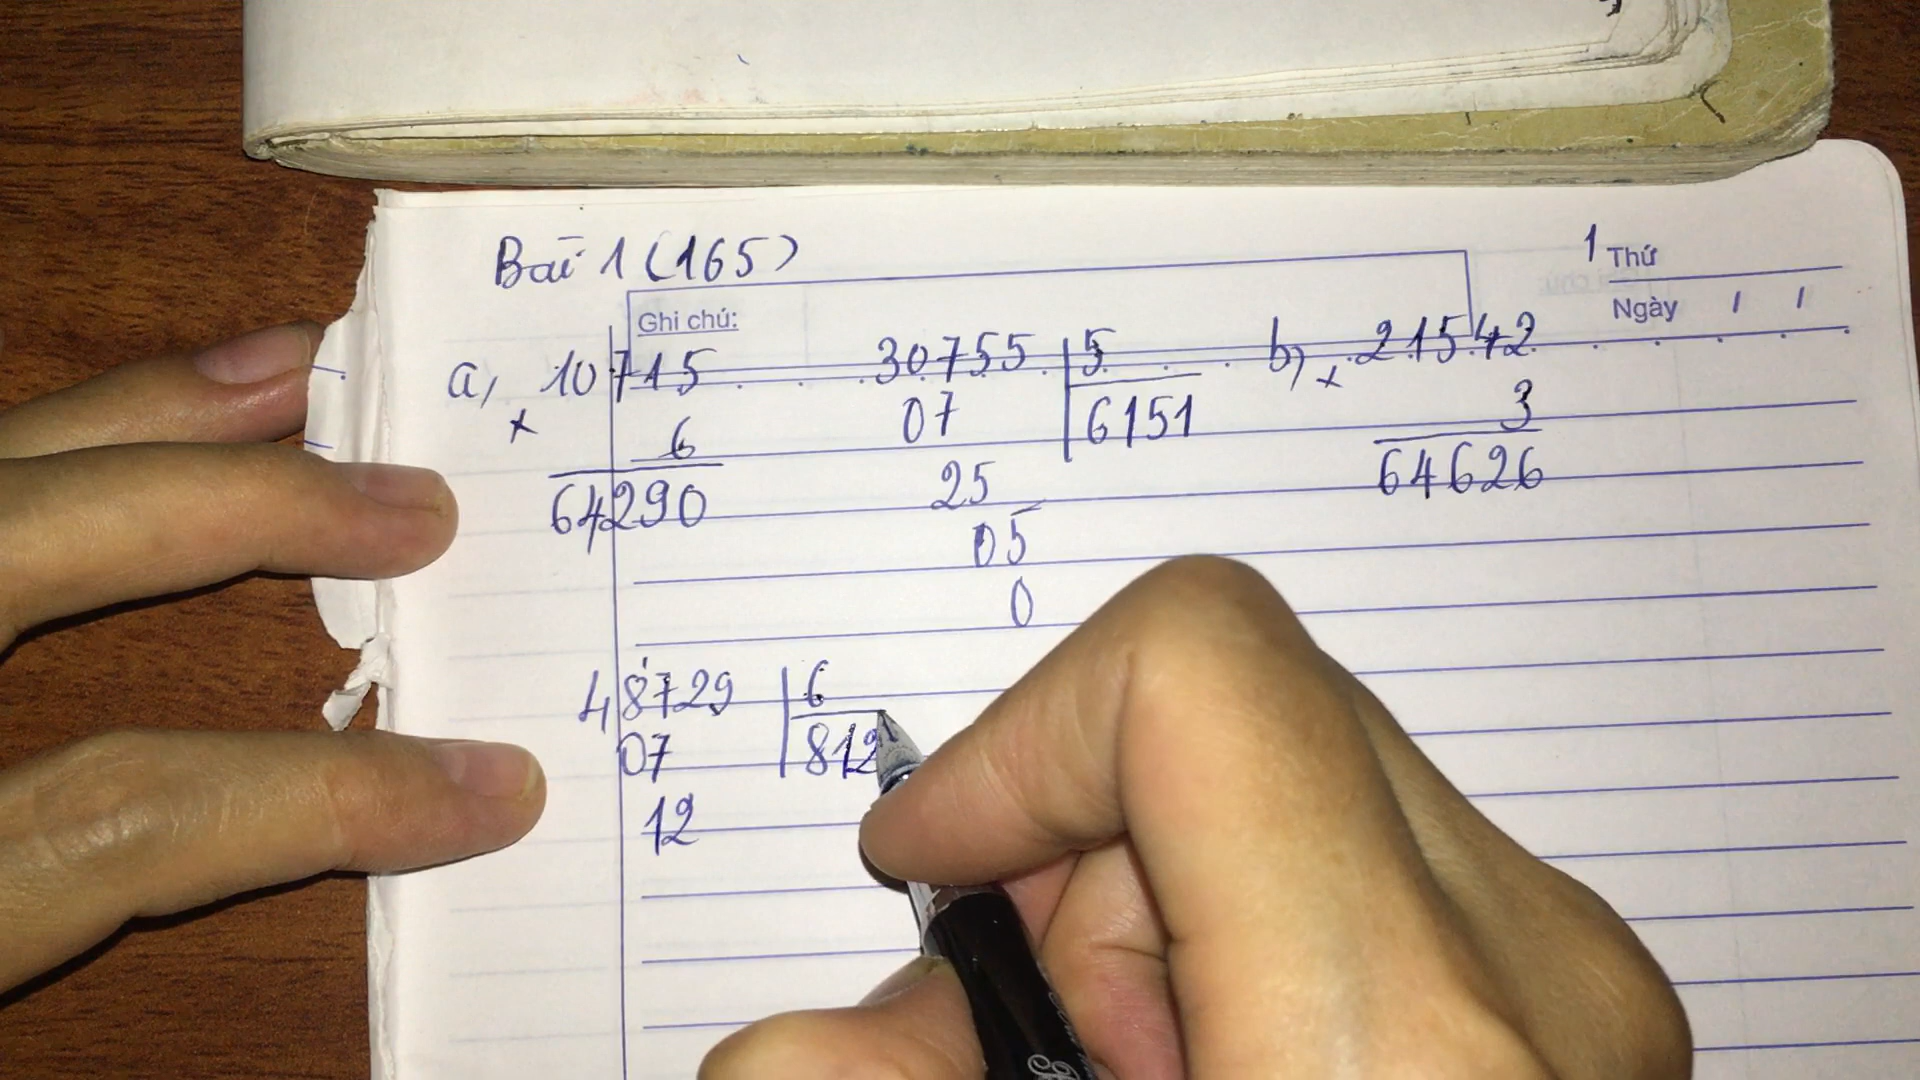 Bài 1 (165)
1 Thứ
Ghi chú:
Ngày / /
a, 10715 30755 5 b, 21542
x 6 07 6151 x 3
64290 25 64626
05
0
48729 6
07 812
12